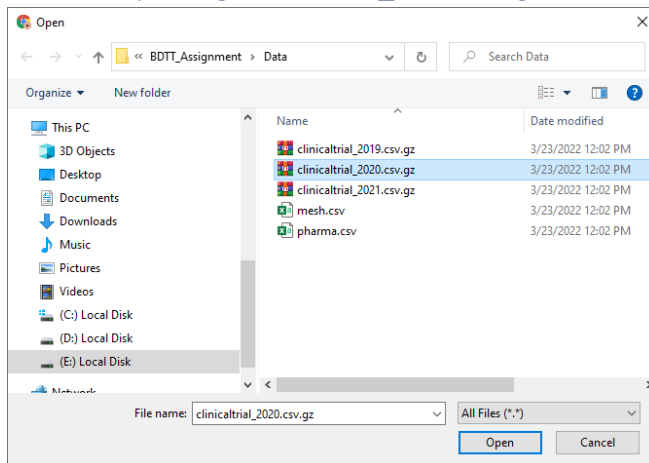 Open
« BDTT_Assignment > Data
Search Data
Organize
New folder
This PC
3D Objects
Desktop
Documents
Downloads
Music
Pictures
Videos
(C:) Local Disk
(D:) Local Disk
(E:) Local Disk
Network
Name
Date modified
clinicaltrial_2019.csv.gz
3/23/2022 12:02 PM
clinicaltrial_2020.csv.gz
3/23/2022 12:02 PM
clinicaltrial_2021.csv.gz
3/23/2022 12:02 PM
mesh.csv
3/23/2022 12:02 PM
pharma.csv
3/23/2022 12:02 PM
File name:
clinicaltrial_2020.csv.gz
All Files (*.*)
Open
Cancel